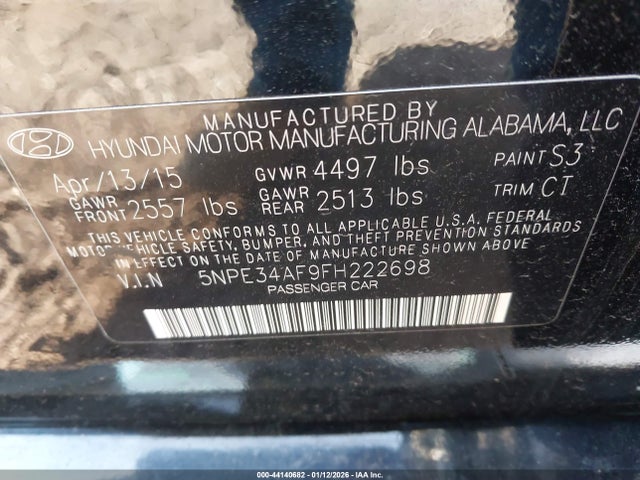 MANUFACTURED BY
HYUNDAI MOTOR MANUFACTURING ALABAMA, LLC
Apr/13/15 GVWR 4497 lbs PAINT S3
GAWR FRONT 2557 lbs GAWR REAR 2513 lbs TRIM CT
THIS VEHICLE CONFORMS TO ALL APPLICABLE U.S.A. FEDERAL
MOTOR VEHICLE SAFETY, BUMPER, AND THEFT PREVENTION STANDARDS
IN EFFECT ON THE DATE OF MANUFACTURE SHOWN ABOVE
V.I.N 5NPE34AF9FH222698
PASSENGER CAR
000-44140682 - 01/12/2026 - IAA Inc.